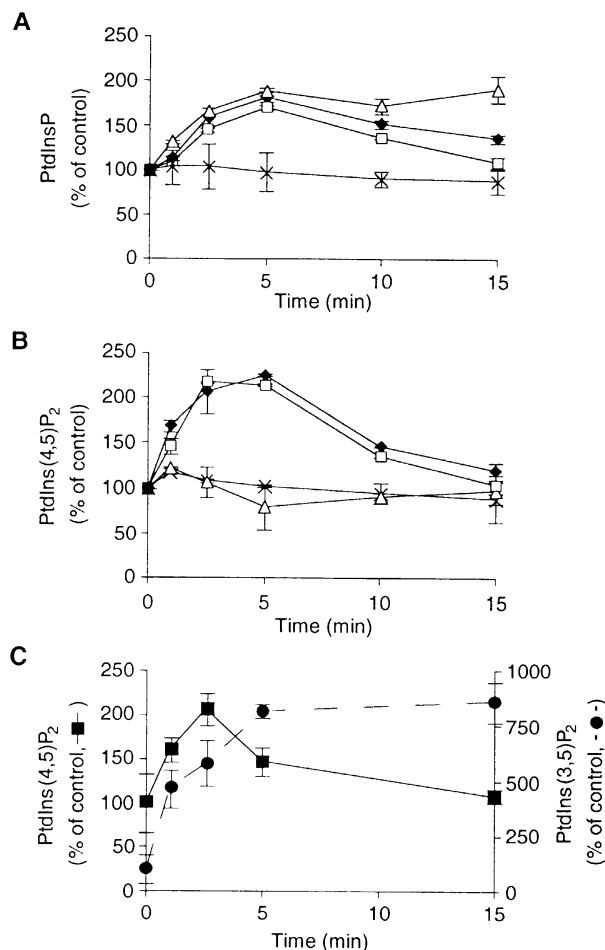 A
PtdInsP
(% of control)
250
200
150
100
50
0
0 5 10 15
Time (min)
B
PtdIns(4,5)P₂
(% of control)
250
200
150
100
50
0
0 5 10 15
Time (min)
C
PtdIns(4,5)P₂
(% of control, -■-)
250
200
150
100
50
0
0 5 10 15
Time (min)
1000
750
500
250
0
PtdIns(3,5)P₂
(% of control, -●-)